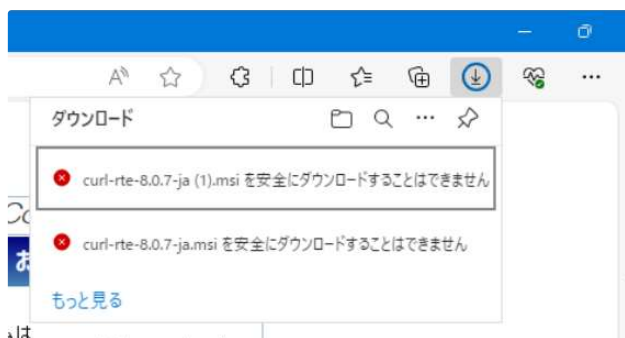 A
ダウンロード
curl-rte-8.0.7-ja (1).msi を安全にダウンロードすることはできません
Co
curl-rte-8.0.7-ja.msi を安全にダウンロードすることはできません
お
もっと見る
は